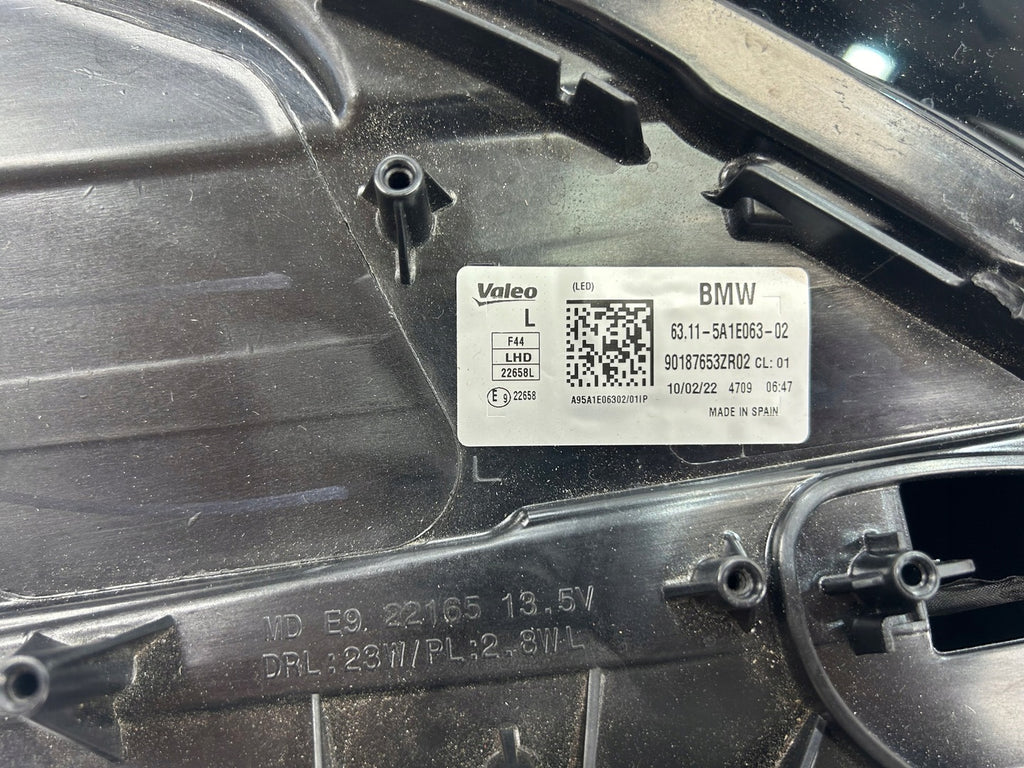 Valeo
(LED)
BMW
L
F44
LHD
22658L
E9 22658
A95A1E06302/01IP
63.11-5A1E063-02
90187653ZR02 CL: 01
10/02/22 4709 06:47
MADE IN SPAIN
L
MD E9 22165 13.5V
DRL:23W/PL:2.8W L